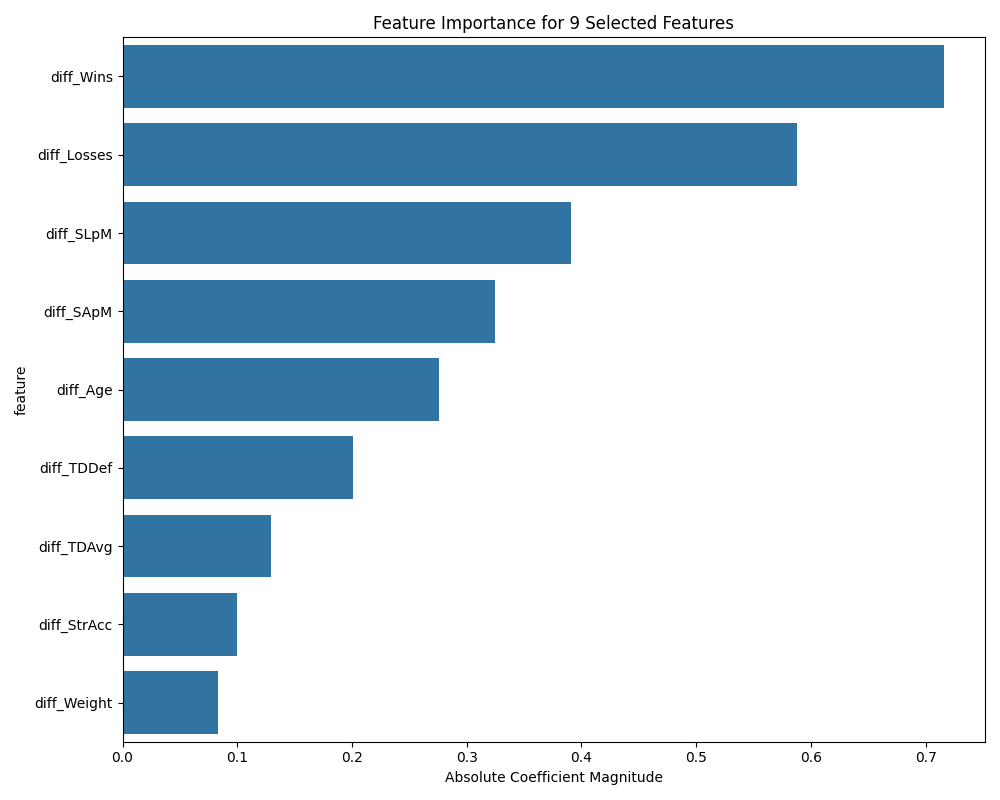 Feature Importance for 9 Selected Features
diff_Wins
diff_Losses
diff_SLpM
diff_SApM
diff_Age
diff_TDDef
diff_TDAvg
diff_StrAcc
diff_Weight
feature
0.0 0.1 0.2 0.3 0.4 0.5 0.6 0.7
Absolute Coefficient Magnitude